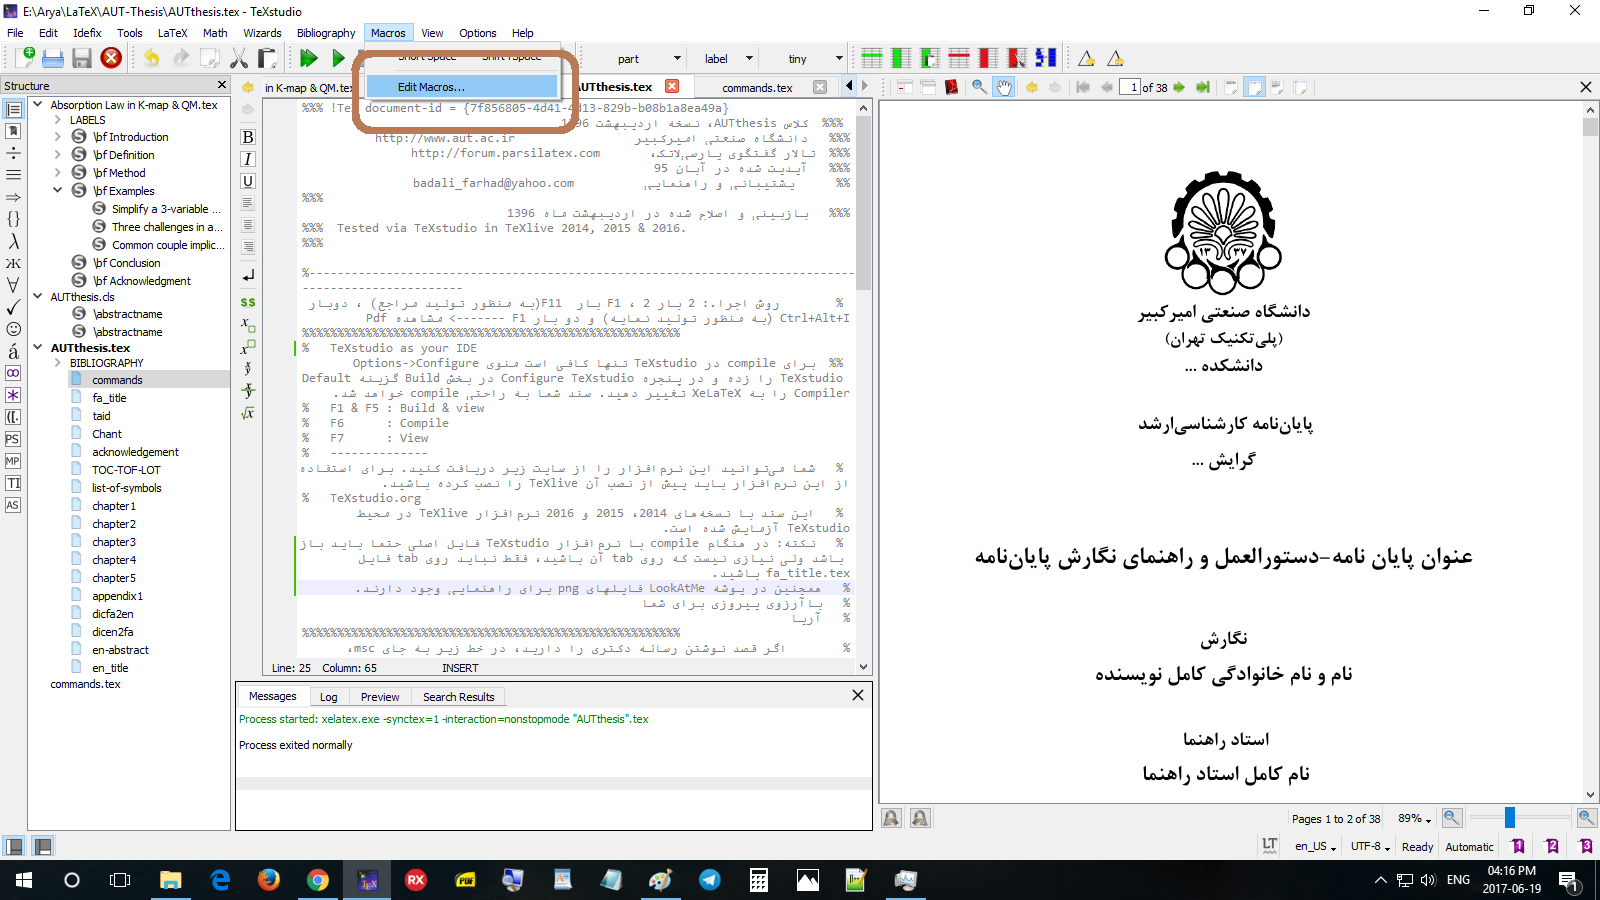 E:\Arya\LaTeX\AUT-Thesis\AUTthesis.tex - TeXstudio
File Edit Idefix Tools LaTeX Math Wizards Bibliography Macros View Options Help
Short Space Shift+Space
Edit Macros...
part label tiny
Structure
in K-map & QM.tex AUTthesis.tex commands.tex
1 of 38
Absorption Law in K-map & QM.tex
LABELS
\bf Introduction
\bf Definition
\bf Method
\bf Examples
Simplify a 3-variable ...
Three challenges in a...
Common couple implic...
\bf Conclusion
\bf Acknowledgment
AUTthesis.cls
\abstractname
\abstractname
AUTthesis.tex
BIBLIOGRAPHY
commands
fa_title
taid
Chant
acknowledgement
TOC-TOF-LOT
list-of-symbols
chapter1
chapter2
chapter3
chapter4
chapter5
appendix1
dicfa2en
dicen2fa
en-abstract
en_title
commands.tex
%%% !TeX document-id = {7f856805-4d41-4d13-829b-b08b1a8ea49a}
%%% کلاس AUTthesis، نسخه اردیبهشت 1396
%%% دانشگاه صنعتی امیرکبیر http://www.aut.ac.ir
%%% تالار گفتگوی پارسی‌لاتک، http://forum.parsilatex.com
%%% آپدیت شده در آبان 95
%% پشتیبانی و راهنمایی badali_farhad@yahoo.com
%%%
%%% بازبینی و اصلاح شده در اردیبهشت ماه 1396
%%% Tested via TeXstudio in TeXlive 2014, 2015 & 2016.
%%%
%-----------------------------------------------------------------------------
-----------------------
% روش اجرا.: 2 بار F1 ، 2 بار F11(به منظور تولید مراجع) ، دوبار
Ctrl+Alt+I (به منظور تولید نمایه) و دو بار F1 -------> مشاهده Pdf
%%%%%%%%%%%%%%%%%%%%%%%%%%%%%%%%%%%%%%%%%%%%%%%%%%%%%%
% TeXstudio as your IDE
%% برای compile در TeXstudio تنها کافی است منوی Options->Configure
TeXstudio را زده و در پنجره Configure TeXstudio در بخش Build گزینه Default
Compiler را به XeLaTeX تغییر دهید. سند شما به راحتی compile خواهد شد.
% F1 & F5 : Build & view
% F6 : Compile
% F7 : View
% --------------
% شما می‌توانید این نرم‌افزار را از سایت زیر دریافت کنید. برای استفاده
از این نرم‌افزار باید پیش از نصب آن TeXlive را نصب کرده باشید.
% TeXstudio.org
% این سند با نسخه‌های 2014، 2015 و 2016 نرم‌افزار TeXlive در محیط
TeXstudio آزمایش شده است.
% نکته: در هنگام compile با نرم‌افزار TeXstudio فایل اصلی حتما باید باز
باشد ولی نیازی نیست که روی tab آن باشید، فقط نباید روی tab فایل
fa_title.tex باشید.
% همچنین در پوشه LookAtMe فایلهای png برای راهنمایی وجود دارند.
% باآرزوی پیروزی برای شما
% آریا
%%%%%%%%%%%%%%%%%%%%%%%%%%%%%%%%%%%%%%%%%%%%%%%%%%%%%%
% اگر قصد نوشتن رساله دکتری را دارید، در خط زیر به جای msc،
Line: 25 Column: 65 INSERT
Messages Log Preview Search Results
Process started: xelatex.exe -synctex=1 -interaction=nonstopmode "AUTthesis".tex
Process exited normally
۱۳ ۳۷
دانشگاه صنعتی امیرکبیر
(پلی‌تکنیک تهران)
دانشکده ...
پایان‌نامه کارشناسی‌ارشد
گرایش ...
عنوان پایان نامه-دستورالعمل و راهنمای نگارش پایان‌نامه
نگارش
نام و نام خانوادگی کامل نویسنده
استاد راهنما
نام کامل استاد راهنما
Pages 1 to 2 of 38 89%
LT en_US UTF-8 Ready Automatic 1 2 3
ENG 04:16 PM
2017-06-19
1